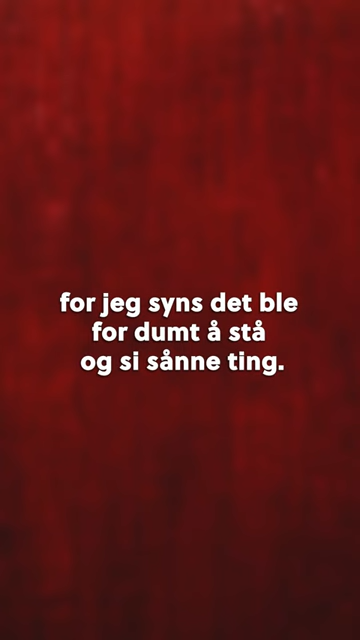 for jeg syns det ble
for dumt å stå
og si sånne ting.